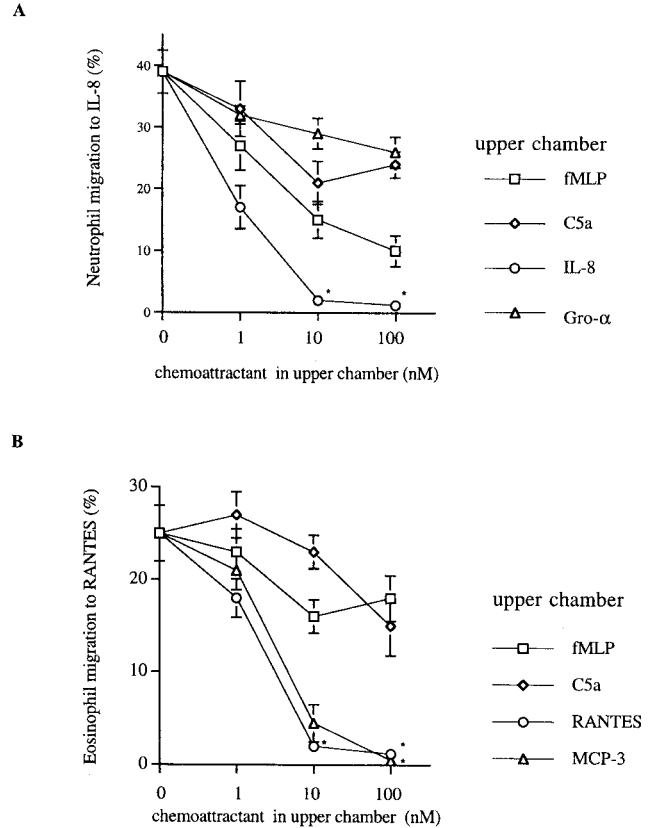 A
Neutrophil migration to IL-8 (%)
40
30
20
10
0
0 1 10 100
chemoattractant in upper chamber (nM)
upper chamber
fMLP
C5a
IL-8
Gro-α
*
*
B
Eosinophil migration to RANTES (%)
30
20
10
0
0 1 10 100
chemoattractant in upper chamber (nM)
upper chamber
fMLP
C5a
RANTES
MCP-3
*
*
*